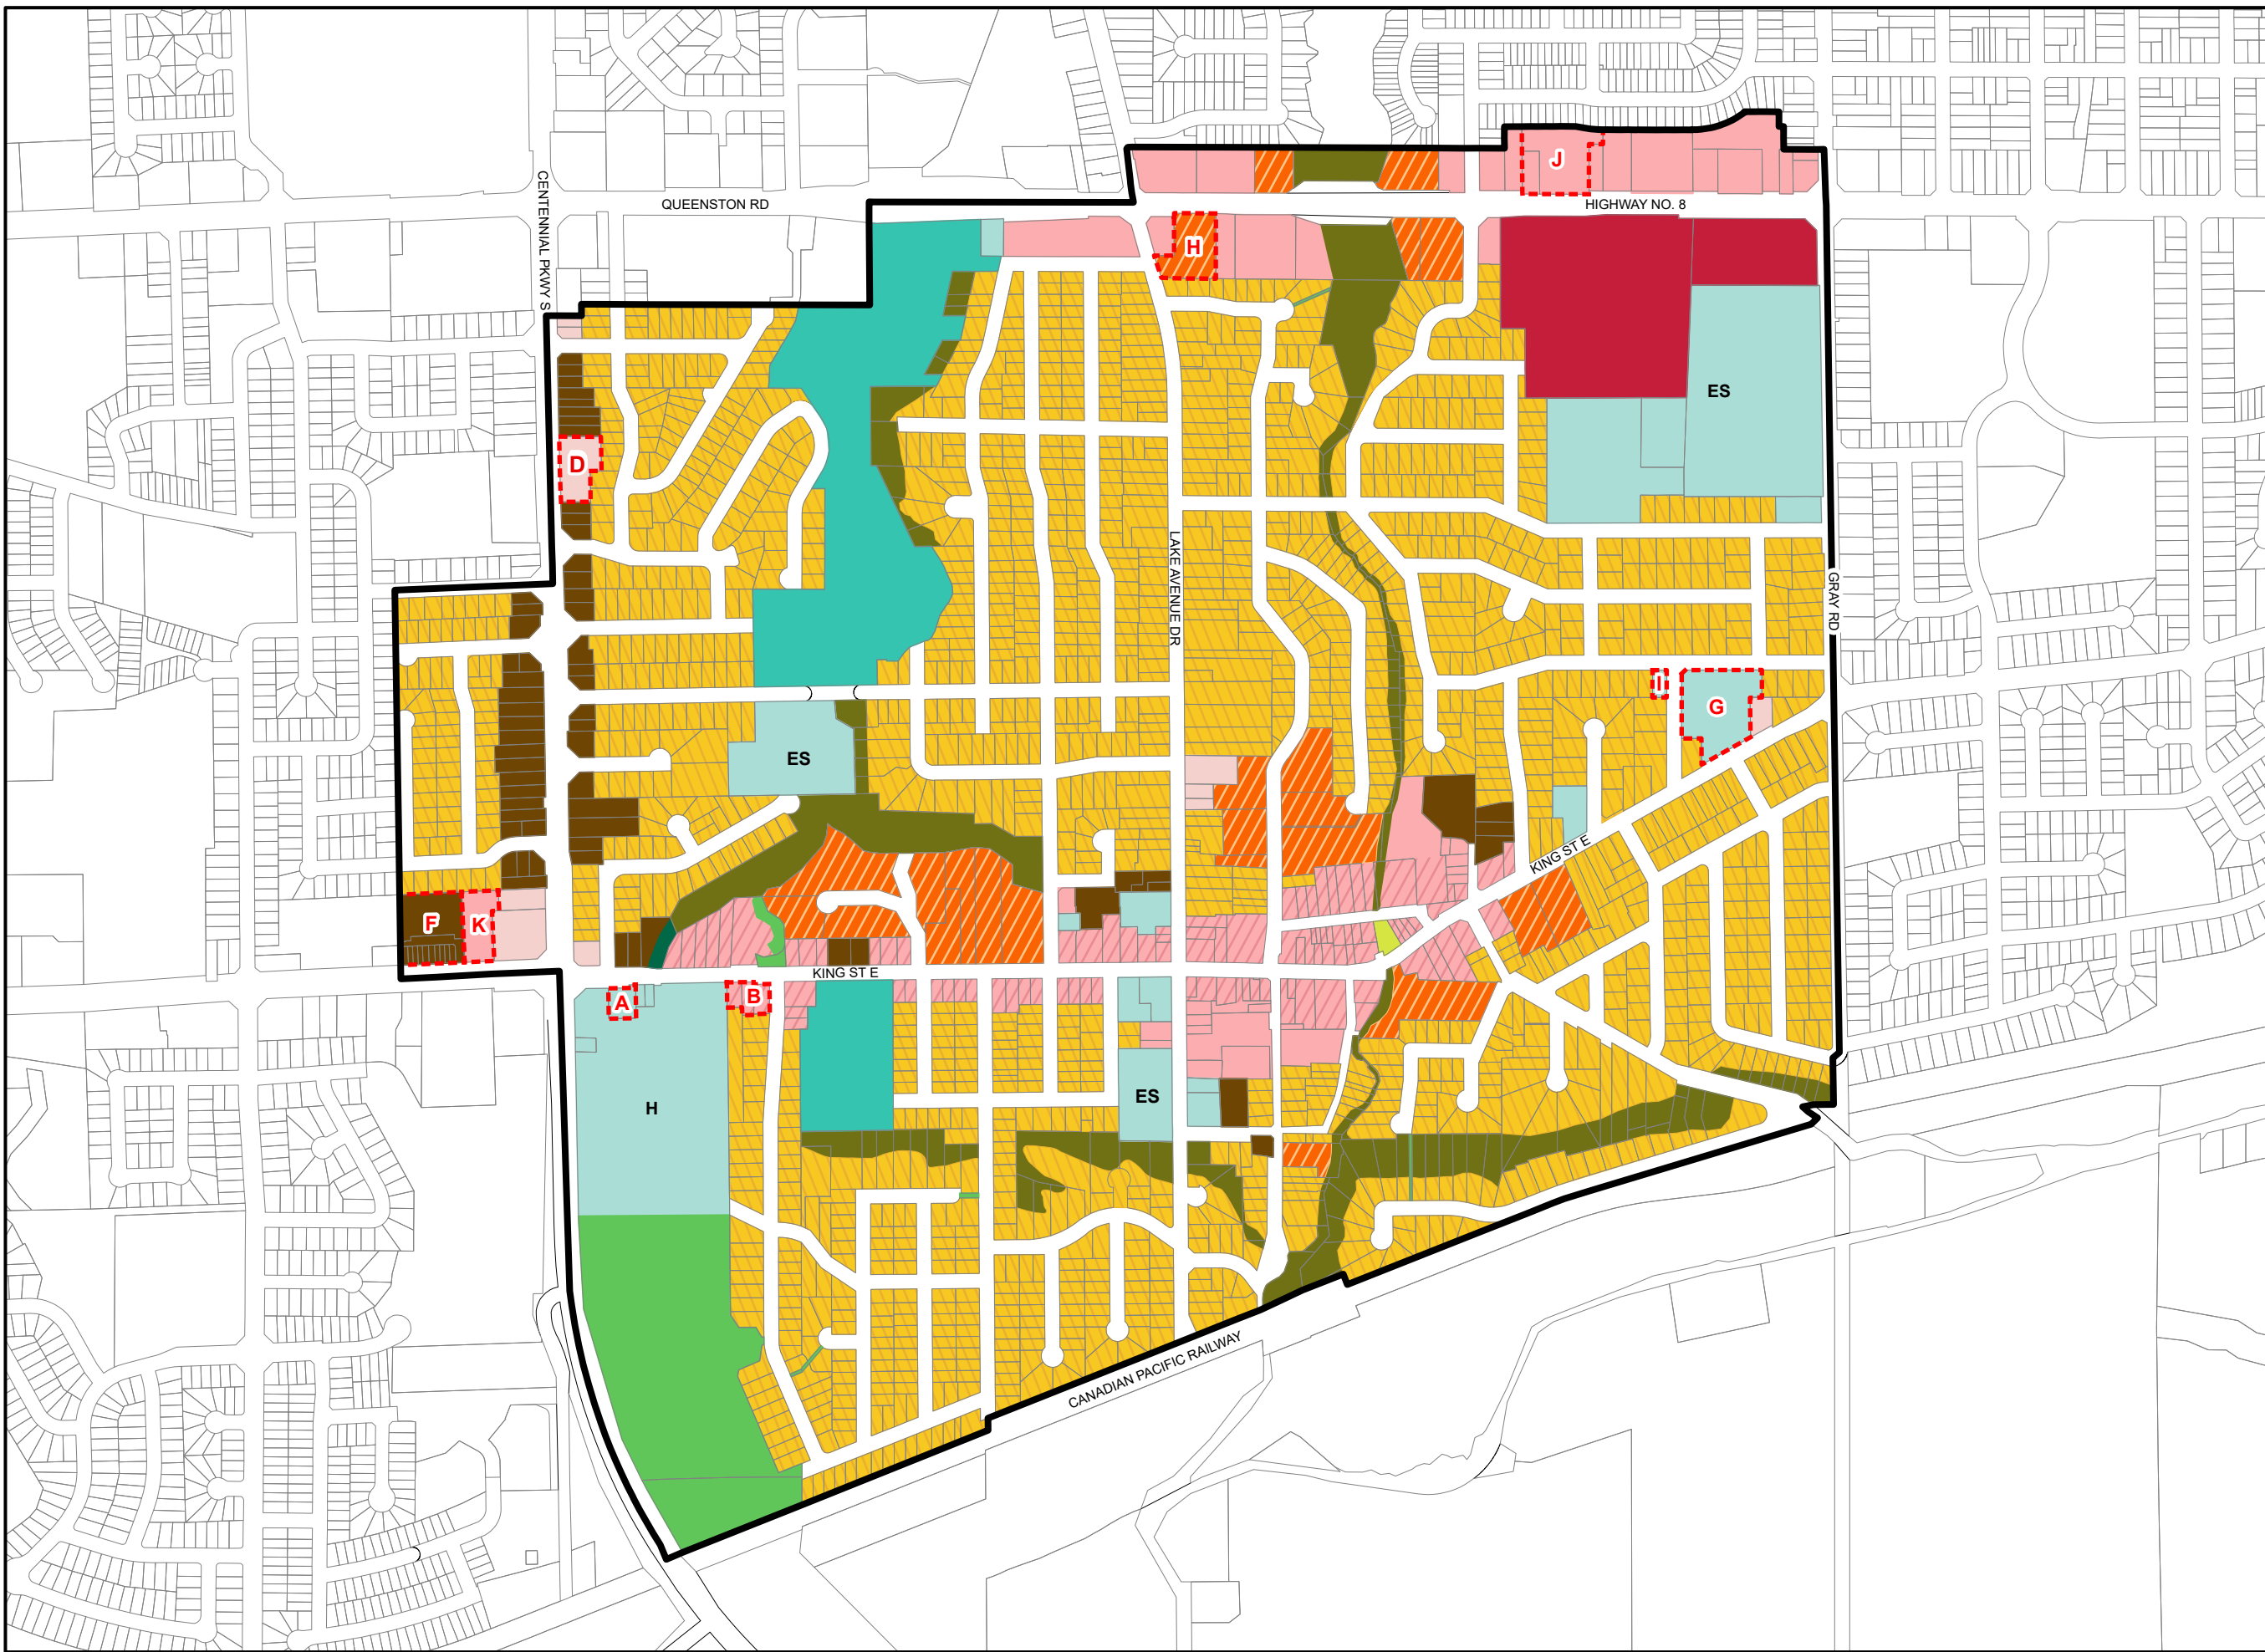 J
CENTENNIAL PKWY S
QUEENSTON RD
HIGHWAY NO. 8
H
ES
D
LAKE AVENUE DR
GRAY RD
I
G
ES
KING ST E
F
K
KING ST E
A
B
ES
H
CANADIAN PACIFIC RAILWAY